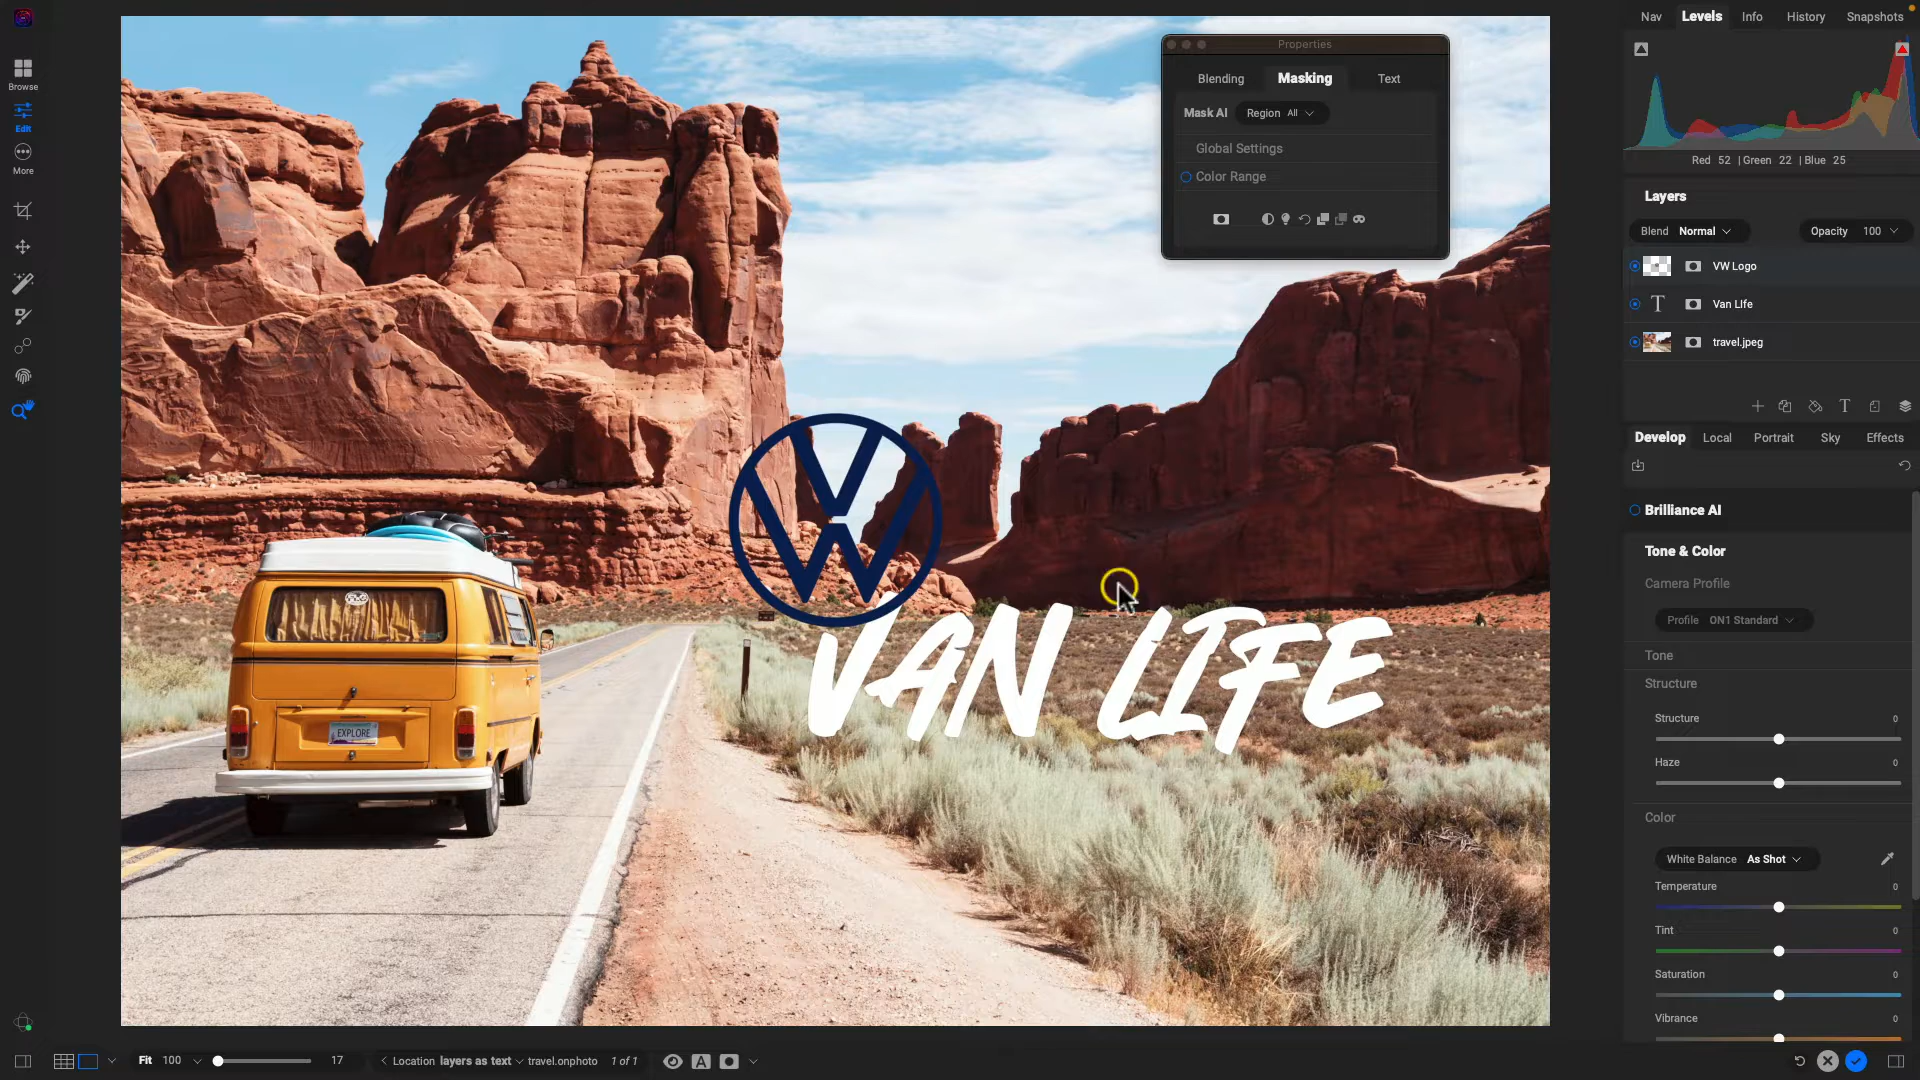 Nav Levels Info History Snapshots
Browse
Edit
More
Properties
Blending Masking Text
Mask AI Region All
Global Settings
Color Range
Red 52 | Green 22 | Blue 25
Layers
Blend Normal Opacity 100
VW Logo
Van LIfe
travel.jpeg
T
Develop Local Portrait Sky Effects
Brilliance AI
Tone & Color
Camera Profile
Profile ON1 Standard
Tone
Structure
Structure 0
Haze 0
Color
White Balance As Shot
Temperature 0
Tint 0
Saturation 0
Vibrance 0
VAN LIFE
EXPLORE
Fit 100 17 Location layers as text travel.onphoto 1 of 1 A